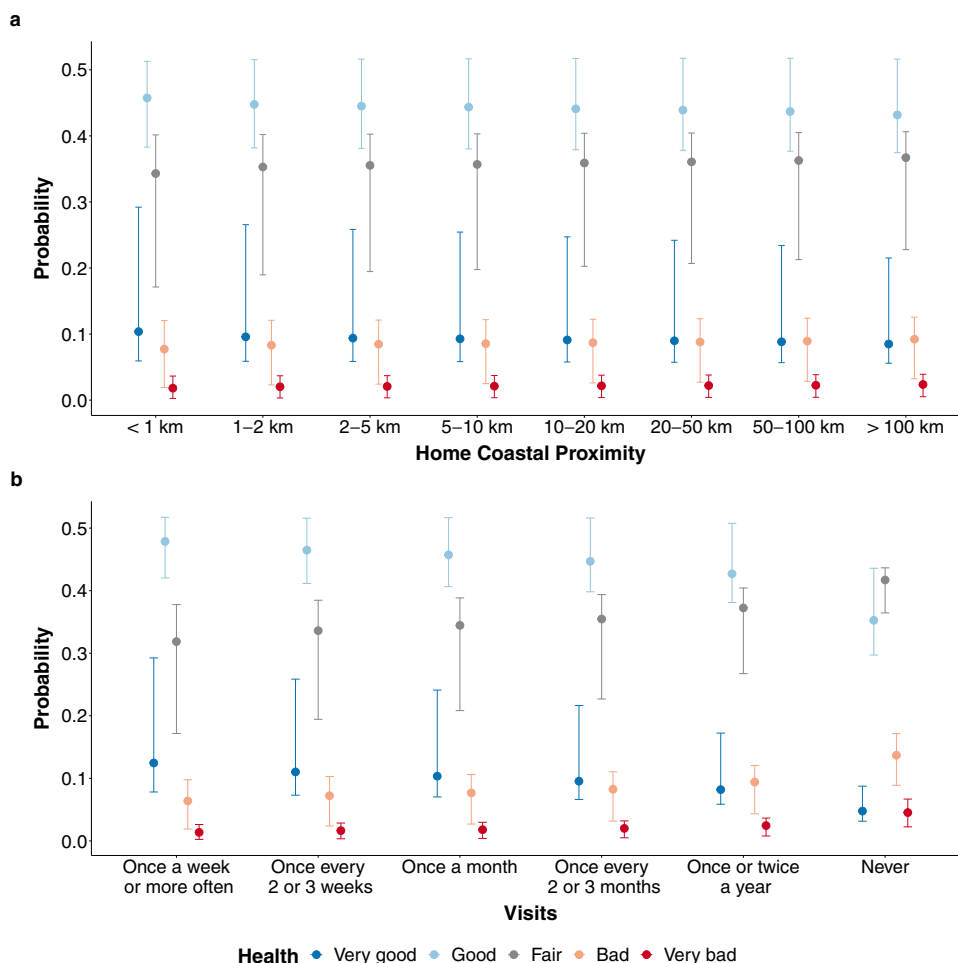 a
0.5
0.4
0.3
0.2
0.1
0.0
Probability
< 1 km 1–2 km 2–5 km 5–10 km 10–20 km 20–50 km 50–100 km > 100 km
Home Coastal Proximity
b
0.5
0.4
0.3
0.2
0.1
0.0
Probability
Once a week Once every Once a month Once every Once or twice Never
or more often 2 or 3 weeks 2 or 3 months a year
Visits
Health Very good Good Fair Bad Very bad